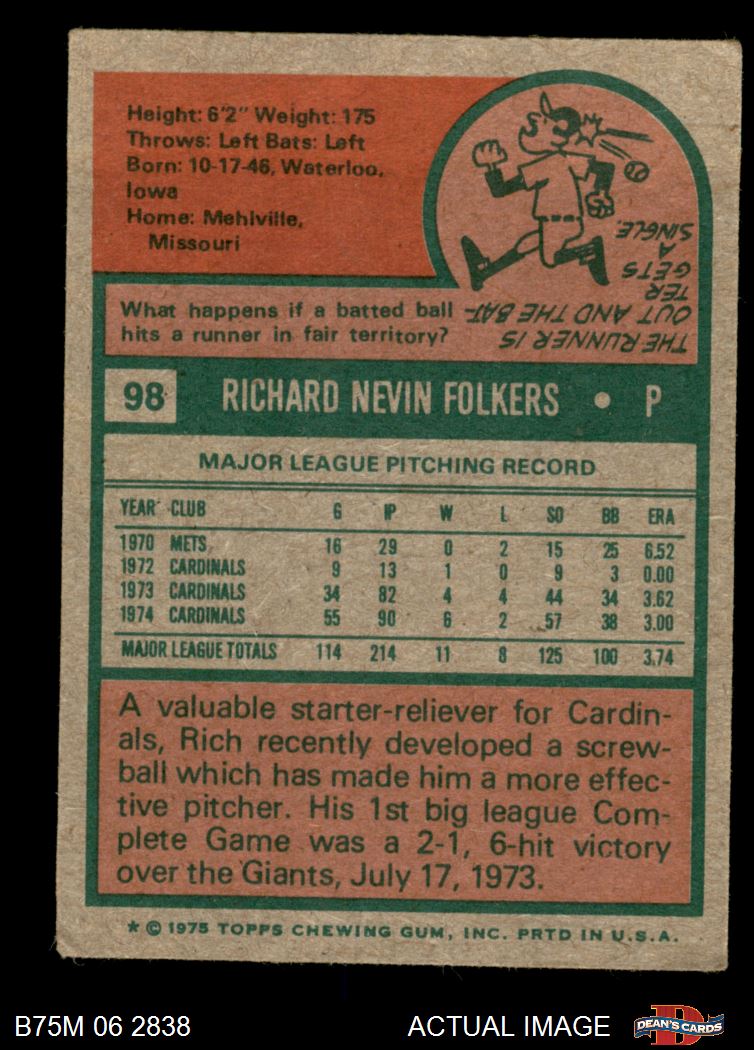 Height: 6'2" Weight: 175
Throws: Left Bats: Left
Born: 10-17-46, Waterloo,
Iowa
Home: Mehlville,
Missouri
What happens if a batted ball
hits a runner in fair territory?
THE RUNNER IS
OUT AND THE BAT-
TER
GETS
A
SINGLE.
98 RICHARD NEVIN FOLKERS • P
MAJOR LEAGUE PITCHING RECORD
YEAR CLUB G IP W L SO BB ERA
1970 METS 16 29 0 2 15 25 6.52
1972 CARDINALS 9 13 1 0 9 3 0.00
1973 CARDINALS 34 82 4 4 44 34 3.62
1974 CARDINALS 55 90 6 2 57 38 3.00
MAJOR LEAGUE TOTALS 114 214 11 8 125 100 3.74
A valuable starter-reliever for Cardin-
als, Rich recently developed a screw-
ball which has made him a more effec-
tive pitcher. His 1st big league Com-
plete Game was a 2-1, 6-hit victory
over the Giants, July 17, 1973.
* © 1975 TOPPS CHEWING GUM, INC. PRTD IN U.S.A.
B75M 06 2838 ACTUAL IMAGE DEAN'S CARDS